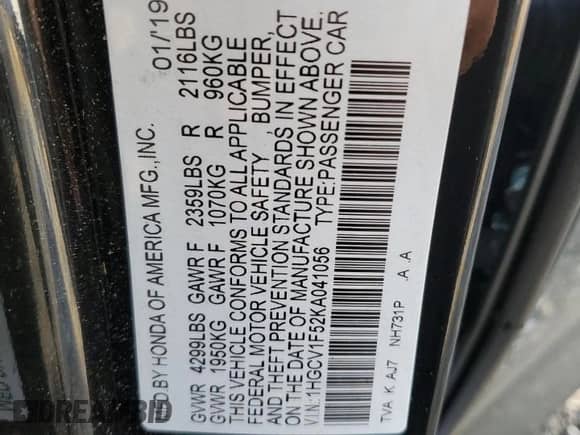 D BY HONDA OF AMERICA MFG.,INC. 01/'19
GVWR 4299LBS GAWR F 2359LBS R 2116LBS
GVWR 1950KG GAWR F 1070KG R 960KG
THIS VEHICLE CONFORMS TO ALL APPLICABLE
FEDERAL MOTOR VEHICLE SAFETY , BUMPER,
AND THEFT PREVENTION STANDARDS IN EFFECT
ON THE DATE OF MANUFACTURE SHOWN ABOVE.
V I N:1HGCV1F52KA041056 TYPE:PASSENGER CAR
TVA K AJ7 NH731P .A .A
DREAMBID